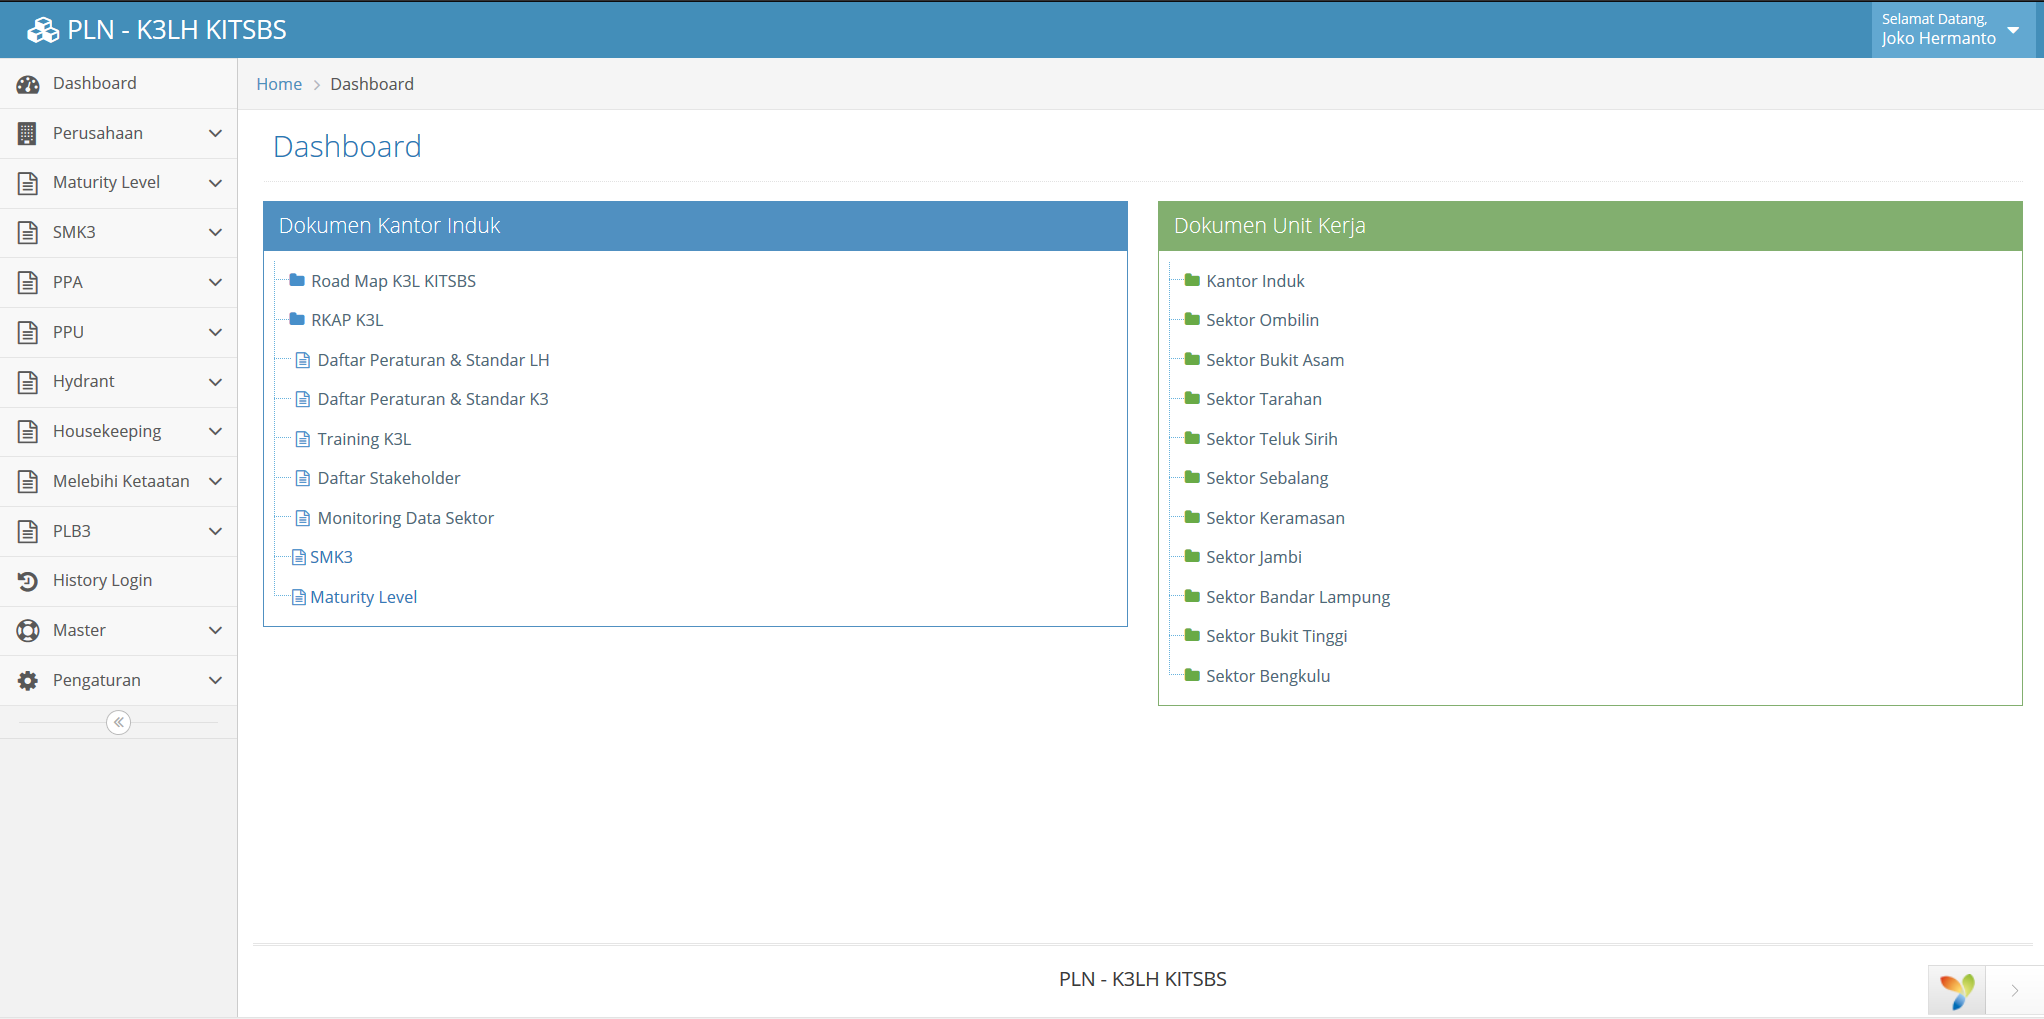 PLN - K3LH KITSBS
Selamat Datang,
Joko Hermanto
Dashboard
Perusahaan
Maturity Level
SMK3
PPA
PPU
Hydrant
Housekeeping
Melebihi Ketaatan
PLB3
History Login
Master
Pengaturan
Home
Dashboard
Dashboard
Dokumen Kantor Induk
Road Map K3L KITSBS
RKAP K3L
Daftar Peraturan & Standar LH
Daftar Peraturan & Standar K3
Training K3L
Daftar Stakeholder
Monitoring Data Sektor
SMK3
Maturity Level
Dokumen Unit Kerja
Kantor Induk
Sektor Ombilin
Sektor Bukit Asam
Sektor Tarahan
Sektor Teluk Sirih
Sektor Sebalang
Sektor Keramasan
Sektor Jambi
Sektor Bandar Lampung
Sektor Bukit Tinggi
Sektor Bengkulu
PLN - K3LH KITSBS